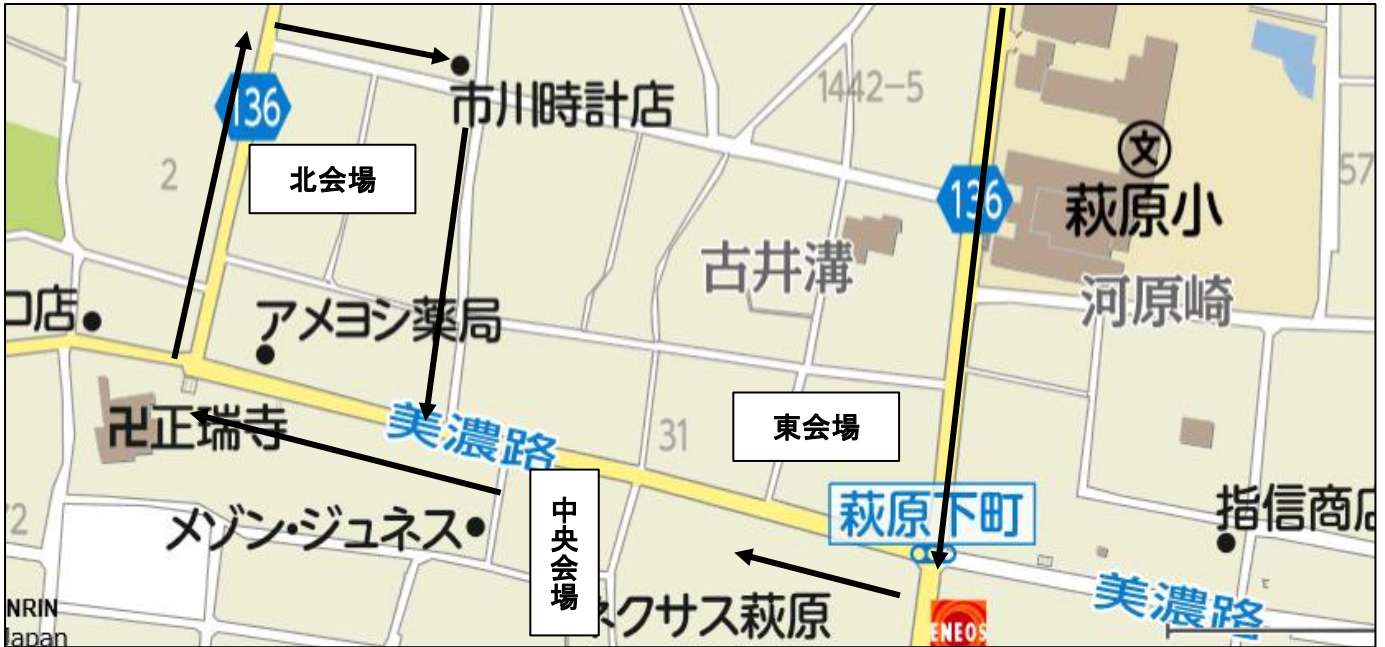 136
市川時計店
1442-5
文
2
北会場
136
57
萩原小
古井溝
河原崎
コ店
アメヨシ薬局
卍正瑞寺
美濃路
31
東会場
72
メゾン・ジュネス
中央会場
萩原下町
指信商店
NRIN
Japan
ネクサス萩原
ENEOS
美濃路